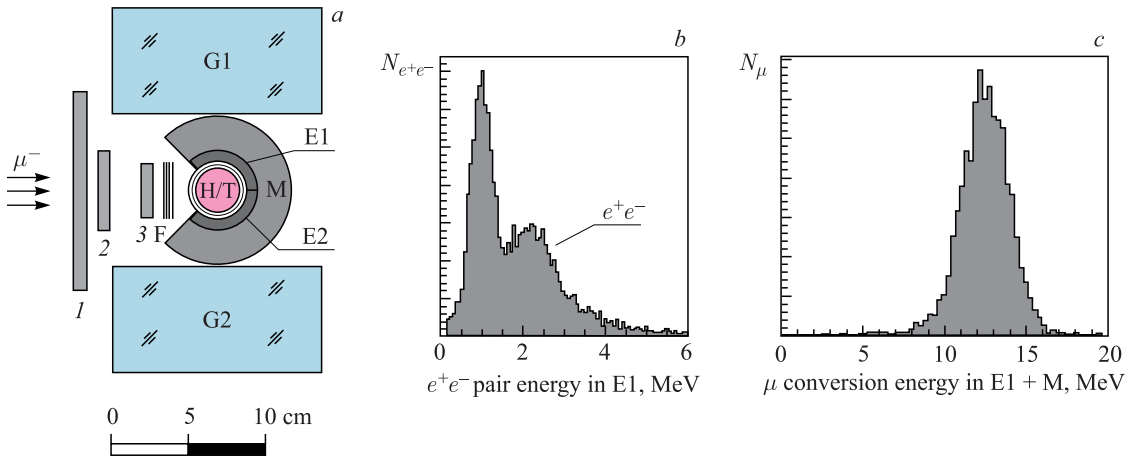 a
G1
E1
μ⁻
H/T
M
2
3 F
E2
1
G2
0 5 10 cm
b
Nₑ⁺ₑ⁻
e⁺e⁻
0 2 4 6
e⁺e⁻ pair energy in E1, MeV
c
N_μ
0 5 10 15 20
μ conversion energy in E1 + M, MeV